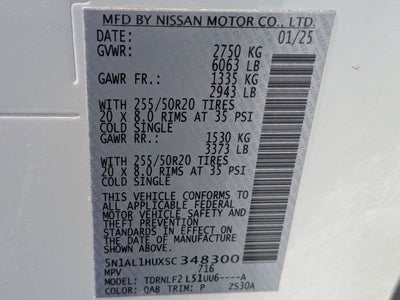 MFD BY NISSAN MOTOR CO., LTD.
DATE: 01/25
GVWR: 2750 KG
6063 LB
GAWR FR.: 1335 KG
2943 LB
WITH 255/50R20 TIRES
20 X 8.0 RIMS AT 35 PSI
COLD SINGLE
GAWR RR.: 1530 KG
3373 LB
WITH 255/50R20 TIRES
20 X 8.0 RIMS AT 35 PSI
COLD SINGLE
THIS VEHICLE CONFORMS TO
ALL APPLICABLE FEDERAL
MOTOR VEHICLE SAFETY AND
THEFT PREVENTION
STANDARDS IN EFFECT ON
THE DATE OF MANUFACTURE
SHOWN ABOVE.
5N1AL1HUXSC348300
MPV 716
MODEL: TDRNLF2 L51UU6----A
COLOR: QAB TRIM: P ZS30A